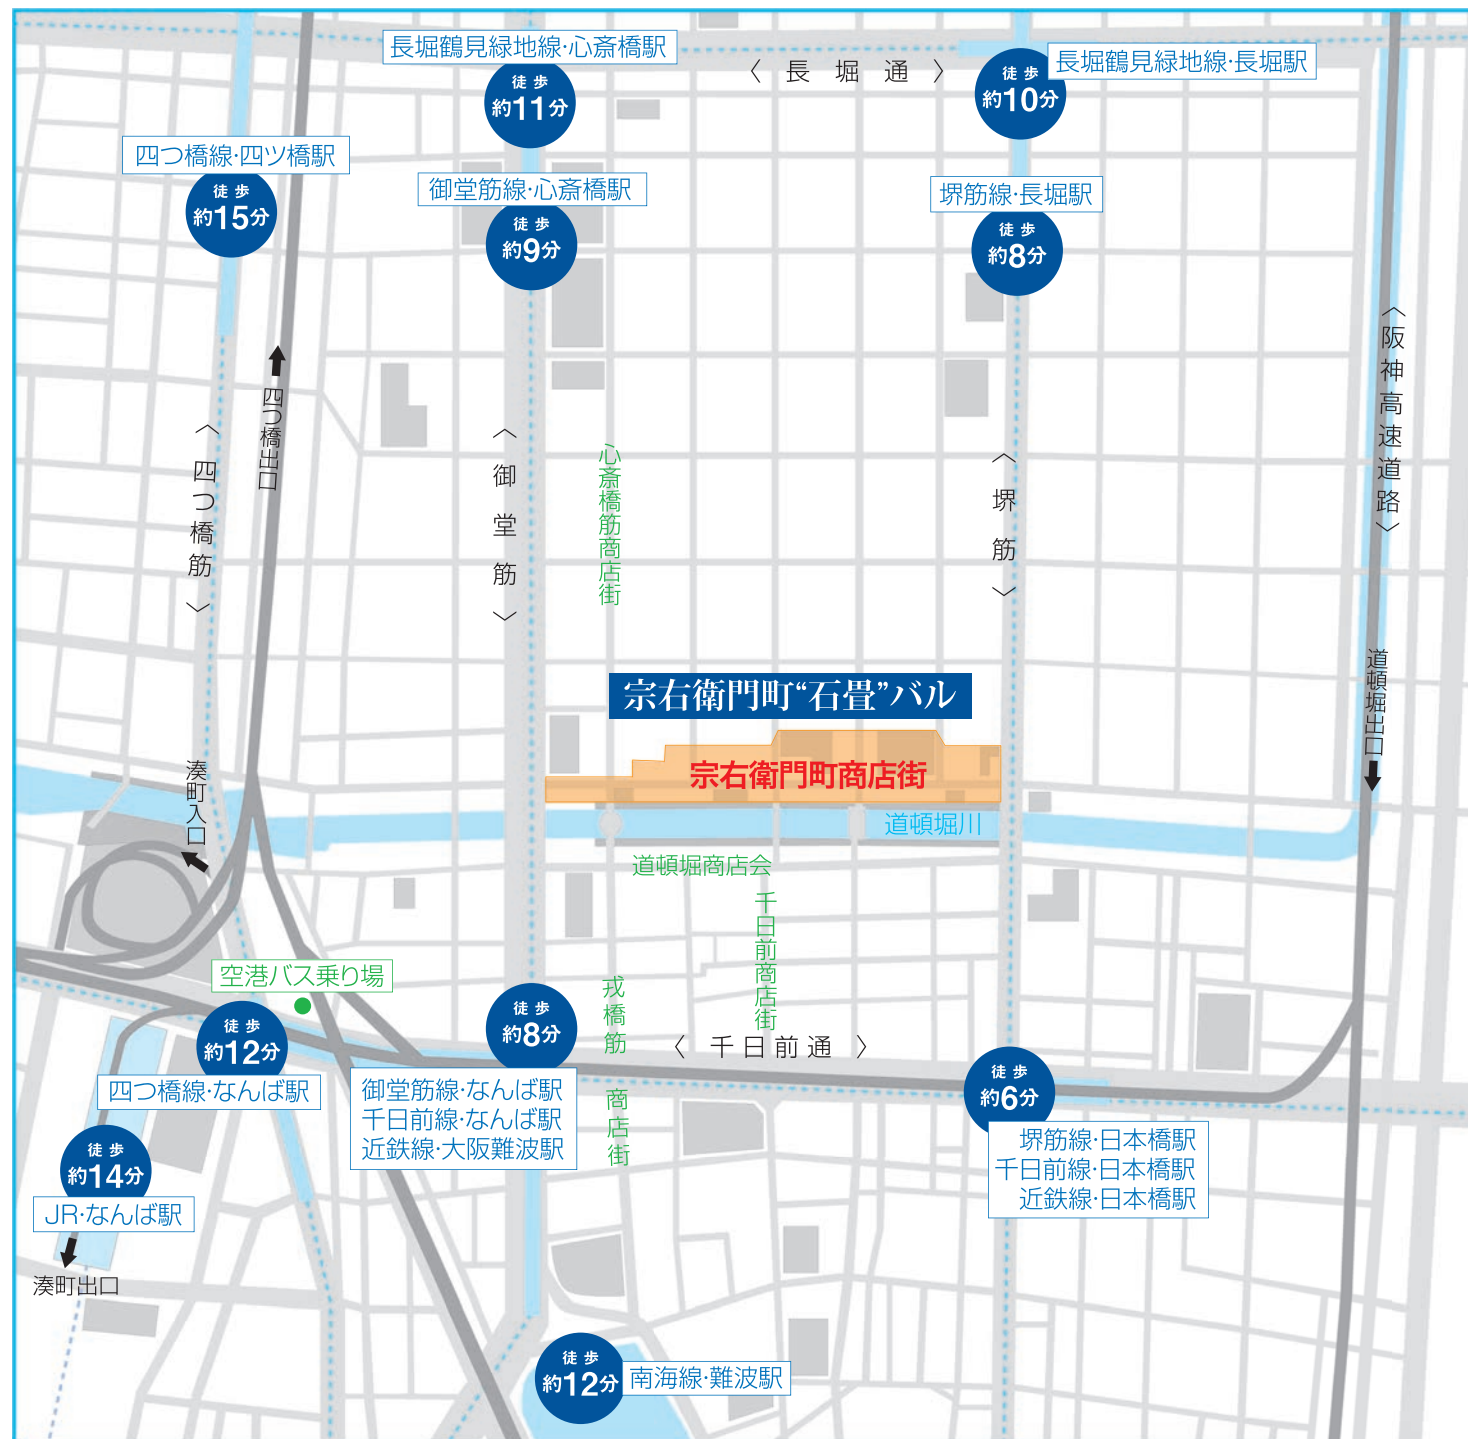 長堀鶴見緑地線・心斎橋駅
徒歩
約11分
〈 長堀通 〉
長堀鶴見緑地線・長堀駅
徒歩
約10分
四つ橋線・四ツ橋駅
徒歩
約15分
御堂筋線・心斎橋駅
徒歩
約9分
堺筋線・長堀駅
徒歩
約8分
〈阪神高速道路〉
四つ橋出口
〈四つ橋筋〉
〈御堂筋〉
心斎橋筋商店街
〈堺筋〉
道頓堀出口
宗右衛門町“石畳”バル
宗右衛門町商店街
湊町入口
道頓堀川
道頓堀商店会
千日前商店街
空港バス乗り場
戎橋筋商店街
〈 千日前通 〉
徒歩
約12分
四つ橋線・なんば駅
徒歩
約8分
御堂筋線・なんば駅
千日前線・なんば駅
近鉄線・大阪難波駅
徒歩
約6分
堺筋線・日本橋駅
千日前線・日本橋駅
近鉄線・日本橋駅
徒歩
約14分
JR・なんば駅
湊町出口
徒歩
約12分
南海線・難波駅